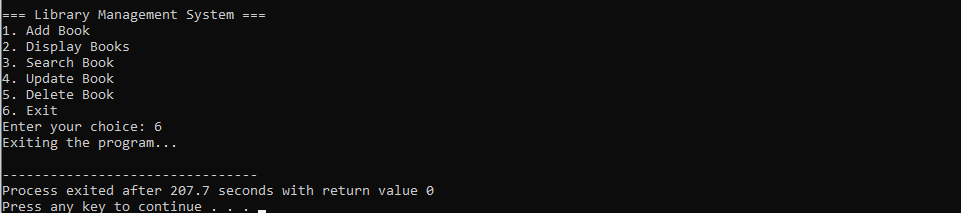 === Library Management System ===
1. Add Book
2. Display Books
3. Search Book
4. Update Book
5. Delete Book
6. Exit
Enter your choice: 6
Exiting the program...
--------------------------------
Process exited after 207.7 seconds with return value 0
Press any key to continue . . .